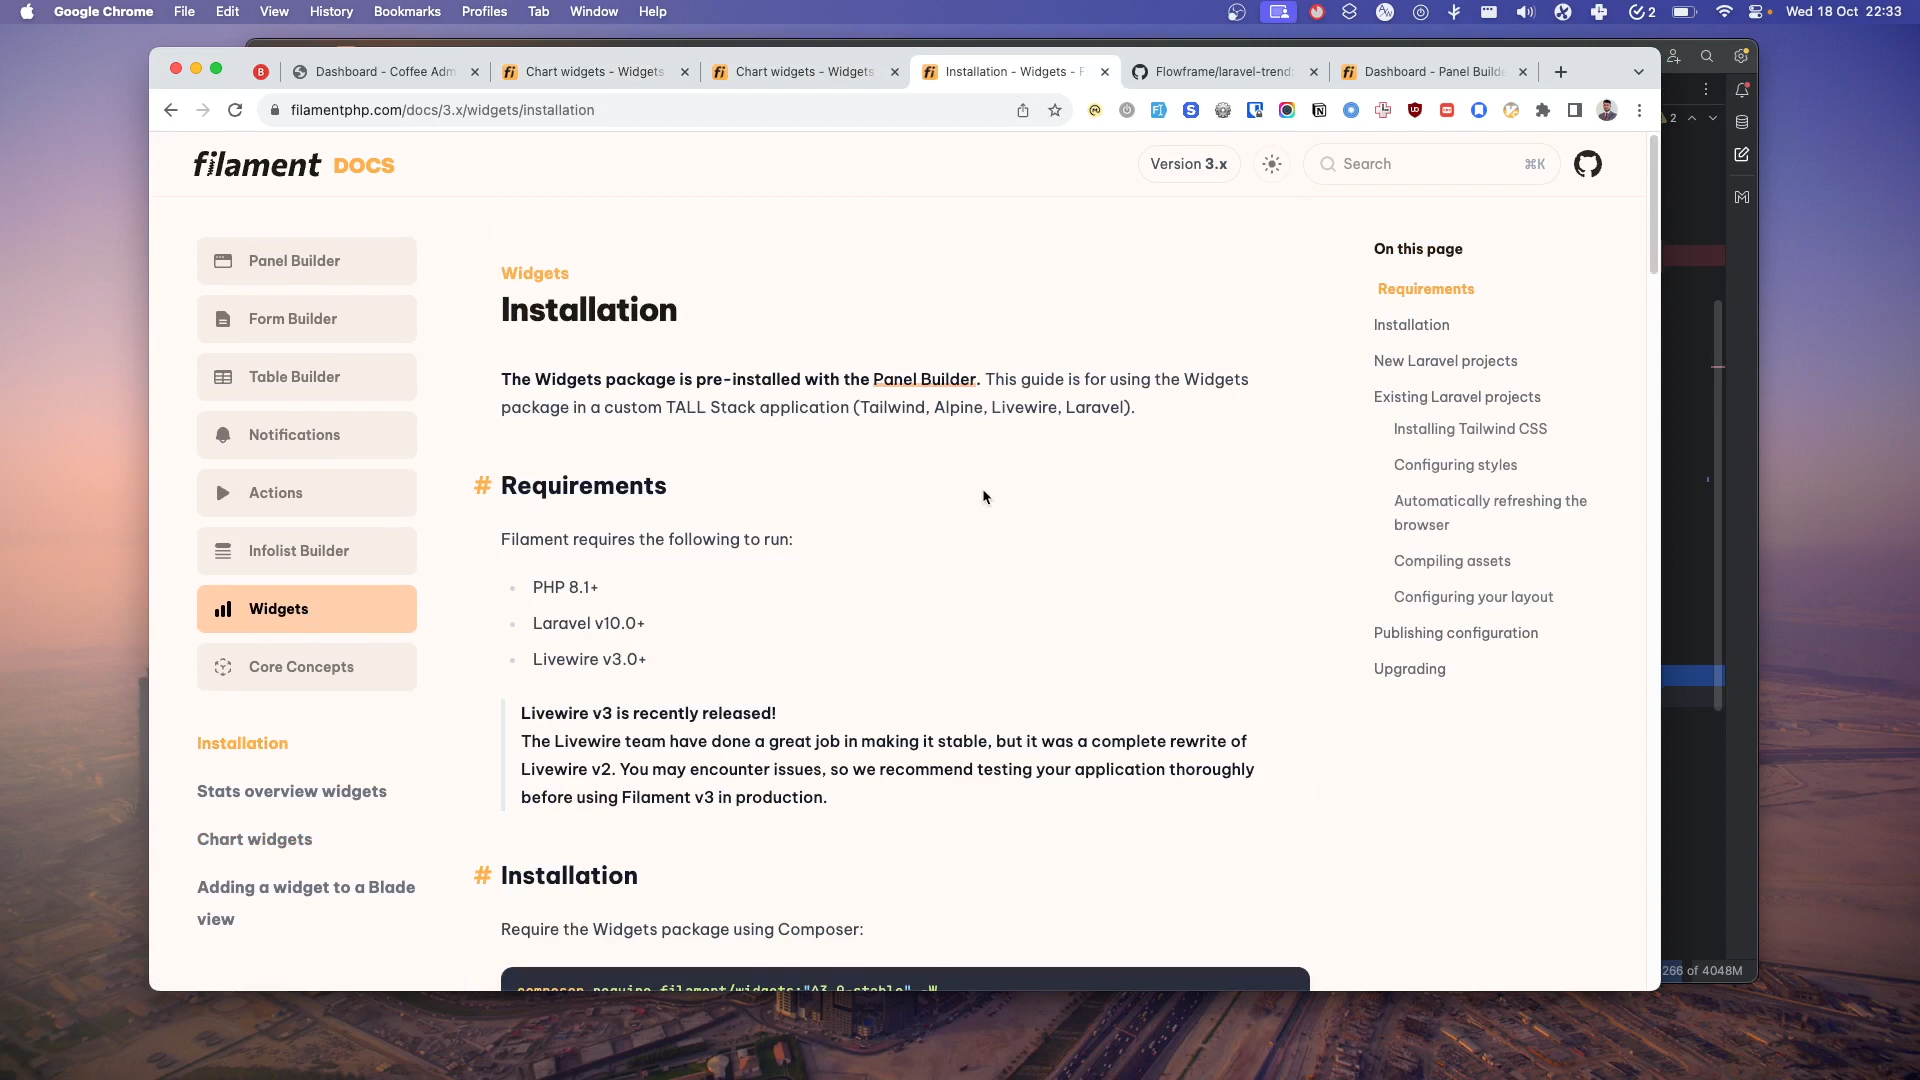 Google Chrome File Edit View History Bookmarks Profiles Tab Window Help
2 Wed 18 Oct 22:33
B Dashboard - Coffee Adm Chart widgets - Widgets Chart widgets - Widgets Installation - Widgets - F Flowframe/laravel-trend: Dashboard - Panel Builde
filamentphp.com/docs/3.x/widgets/installation
2
filament DOCS
Version 3.x
Search ⌘K
Panel Builder
Form Builder
Table Builder
Notifications
Actions
Infolist Builder
Widgets
Core Concepts
Installation
Stats overview widgets
Chart widgets
Adding a widget to a Blade
view
Widgets
Installation
The Widgets package is pre-installed with the Panel Builder. This guide is for using the Widgets
package in a custom TALL Stack application (Tailwind, Alpine, Livewire, Laravel).
# Requirements
Filament requires the following to run:
PHP 8.1+
Laravel v10.0+
Livewire v3.0+
Livewire v3 is recently released!
The Livewire team have done a great job in making it stable, but it was a complete rewrite of
Livewire v2. You may encounter issues, so we recommend testing your application thoroughly
before using Filament v3 in production.
# Installation
Require the Widgets package using Composer:
composer require filament/widgets:"^3.0-stable" -W
On this page
Requirements
Installation
New Laravel projects
Existing Laravel projects
Installing Tailwind CSS
Configuring styles
Automatically refreshing the
browser
Compiling assets
Configuring your layout
Publishing configuration
Upgrading
266 of 4048M